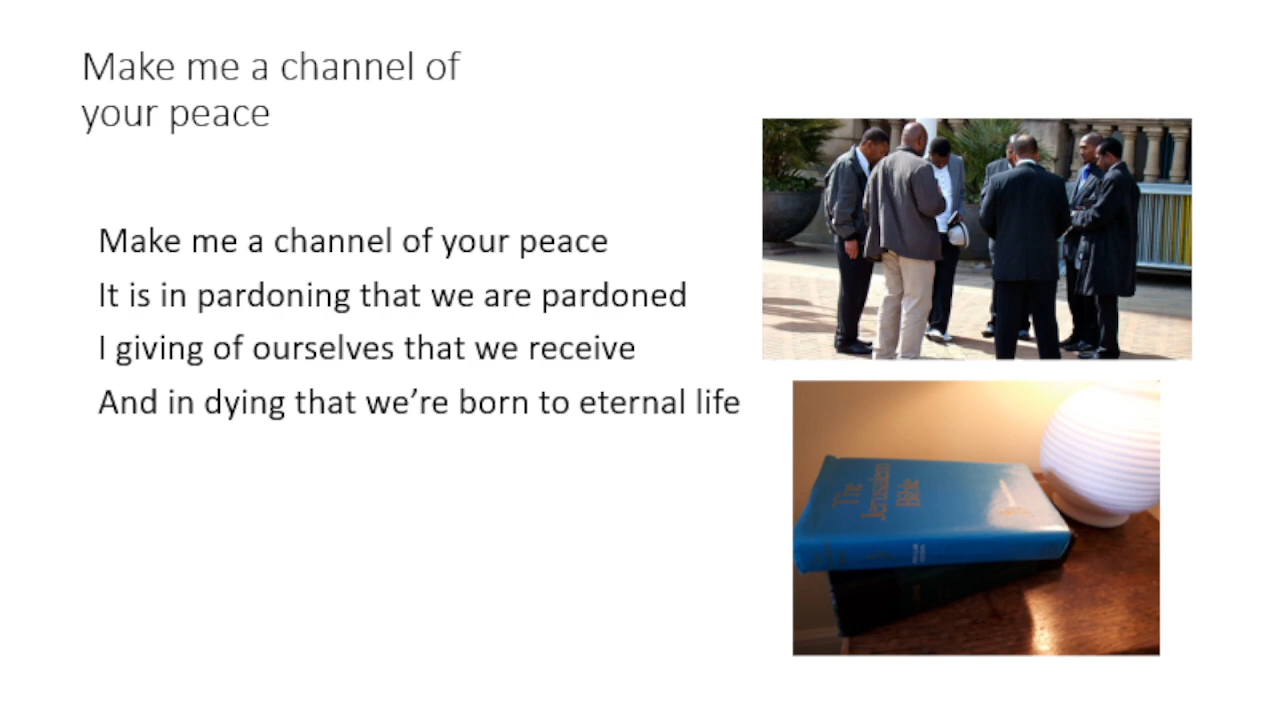 Make me a channel of
your peace
Make me a channel of your peace
It is in pardoning that we are pardoned
I giving of ourselves that we receive
And in dying that we’re born to eternal life
The
Jerusalem
Bible